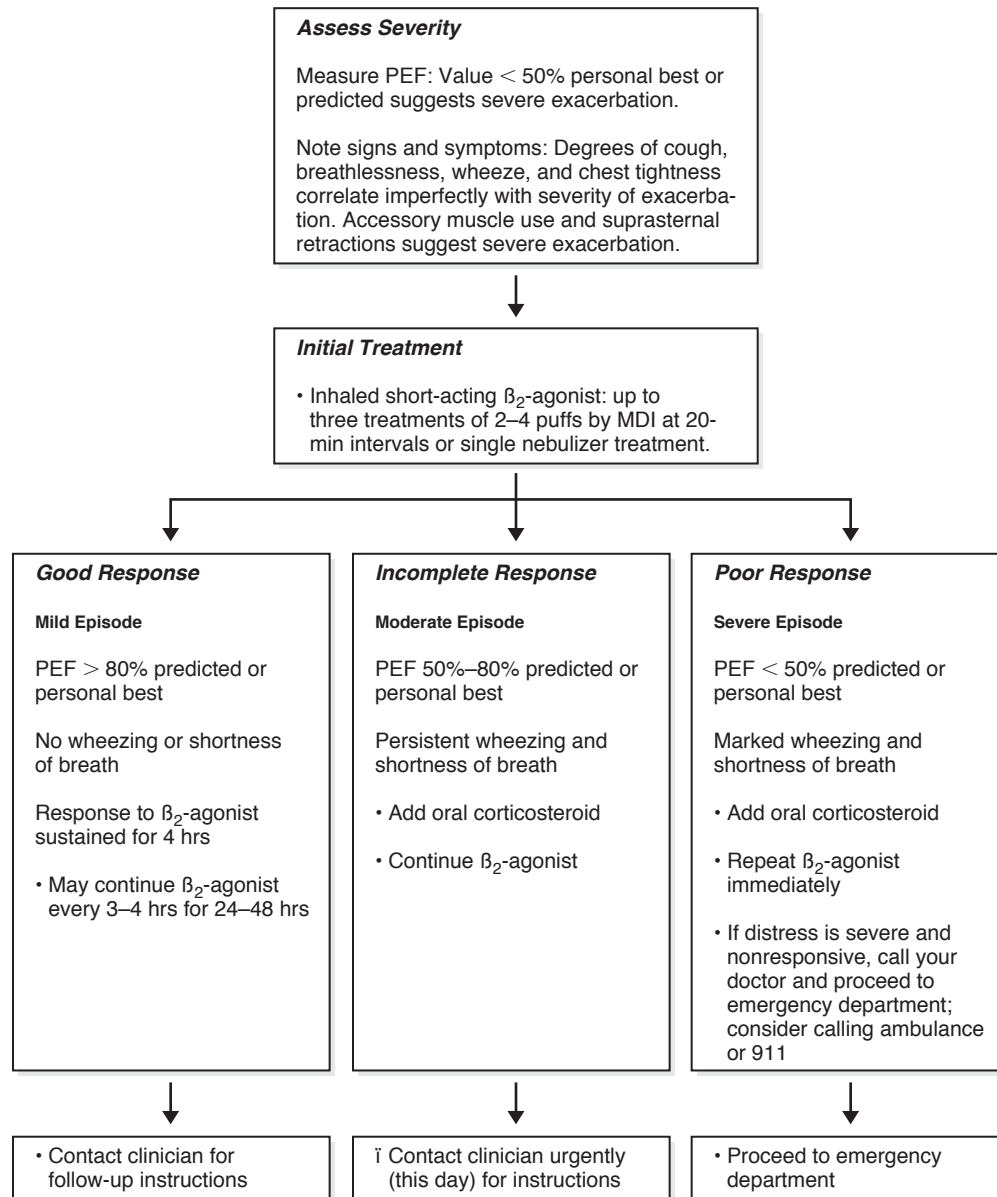 Assess Severity
Measure PEF: Value < 50% personal best or
predicted suggests severe exacerbation.
Note signs and symptoms: Degrees of cough,
breathlessness, wheeze, and chest tightness
correlate imperfectly with severity of exacerba-
tion. Accessory muscle use and suprasternal
retractions suggest severe exacerbation.
Initial Treatment
• Inhaled short-acting ß₂-agonist: up to
three treatments of 2–4 puffs by MDI at 20-
min intervals or single nebulizer treatment.
Good Response
Mild Episode
PEF > 80% predicted or
personal best
No wheezing or shortness
of breath
Response to ß₂-agonist
sustained for 4 hrs
• May continue ß₂-agonist
every 3–4 hrs for 24–48 hrs
Incomplete Response
Moderate Episode
PEF 50%–80% predicted or
personal best
Persistent wheezing and
shortness of breath
• Add oral corticosteroid
• Continue ß₂-agonist
Poor Response
Severe Episode
PEF < 50% predicted or
personal best
Marked wheezing and
shortness of breath
• Add oral corticosteroid
• Repeat ß₂-agonist
immediately
• If distress is severe and
nonresponsive, call your
doctor and proceed to
emergency department;
consider calling ambulance
or 911
• Contact clinician for
follow-up instructions
ï Contact clinician urgently
(this day) for instructions
• Proceed to emergency
department